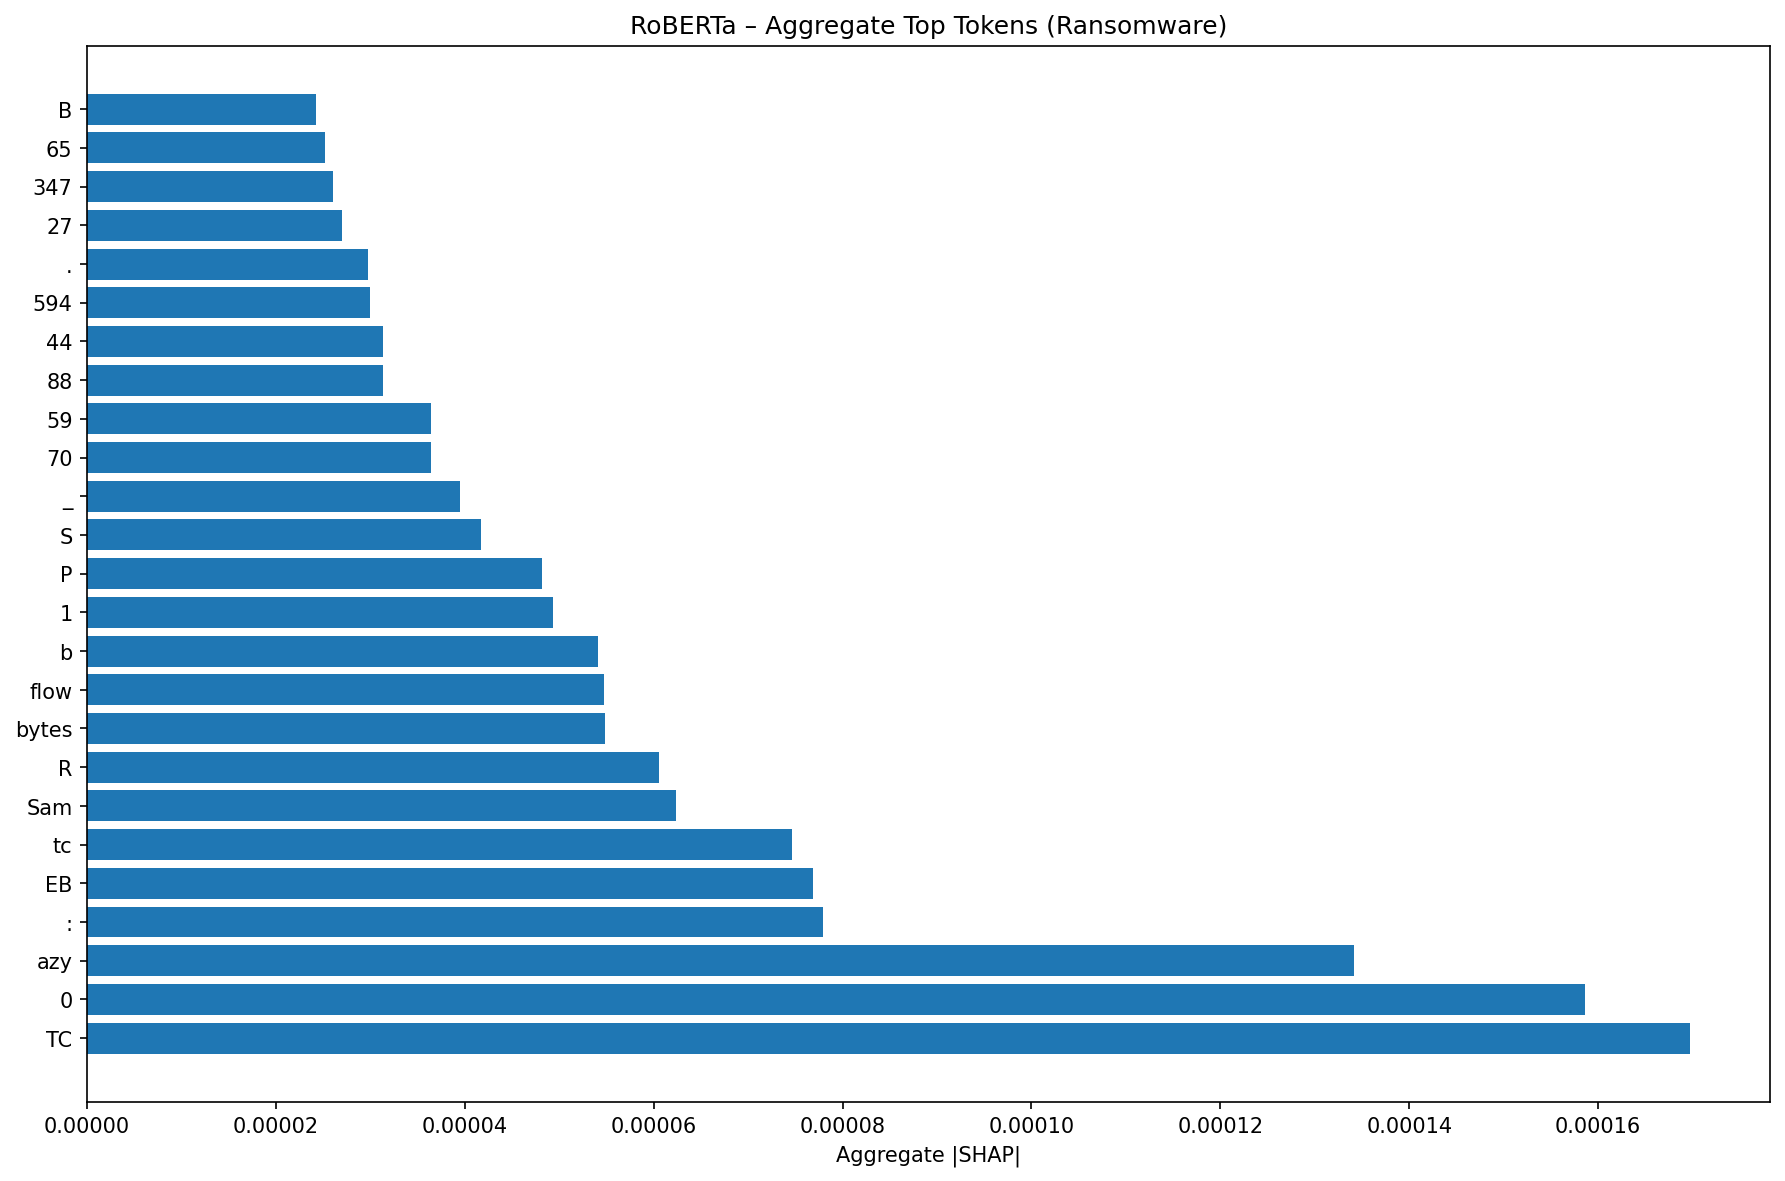 RoBERTa – Aggregate Top Tokens (Ransomware)
B
65
347
27
.
594
44
88
59
70
_
S
P
1
b
flow
bytes
R
Sam
tc
EB
:
azy
0
TC
0.00000 0.00002 0.00004 0.00006 0.00008 0.00010 0.00012 0.00014 0.00016
Aggregate |SHAP|